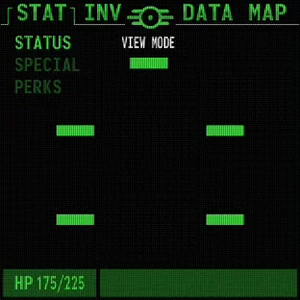 STAT INV DATA MAP
STATUS
VIEW MODE
SPECIAL
PERKS
HP 175/225